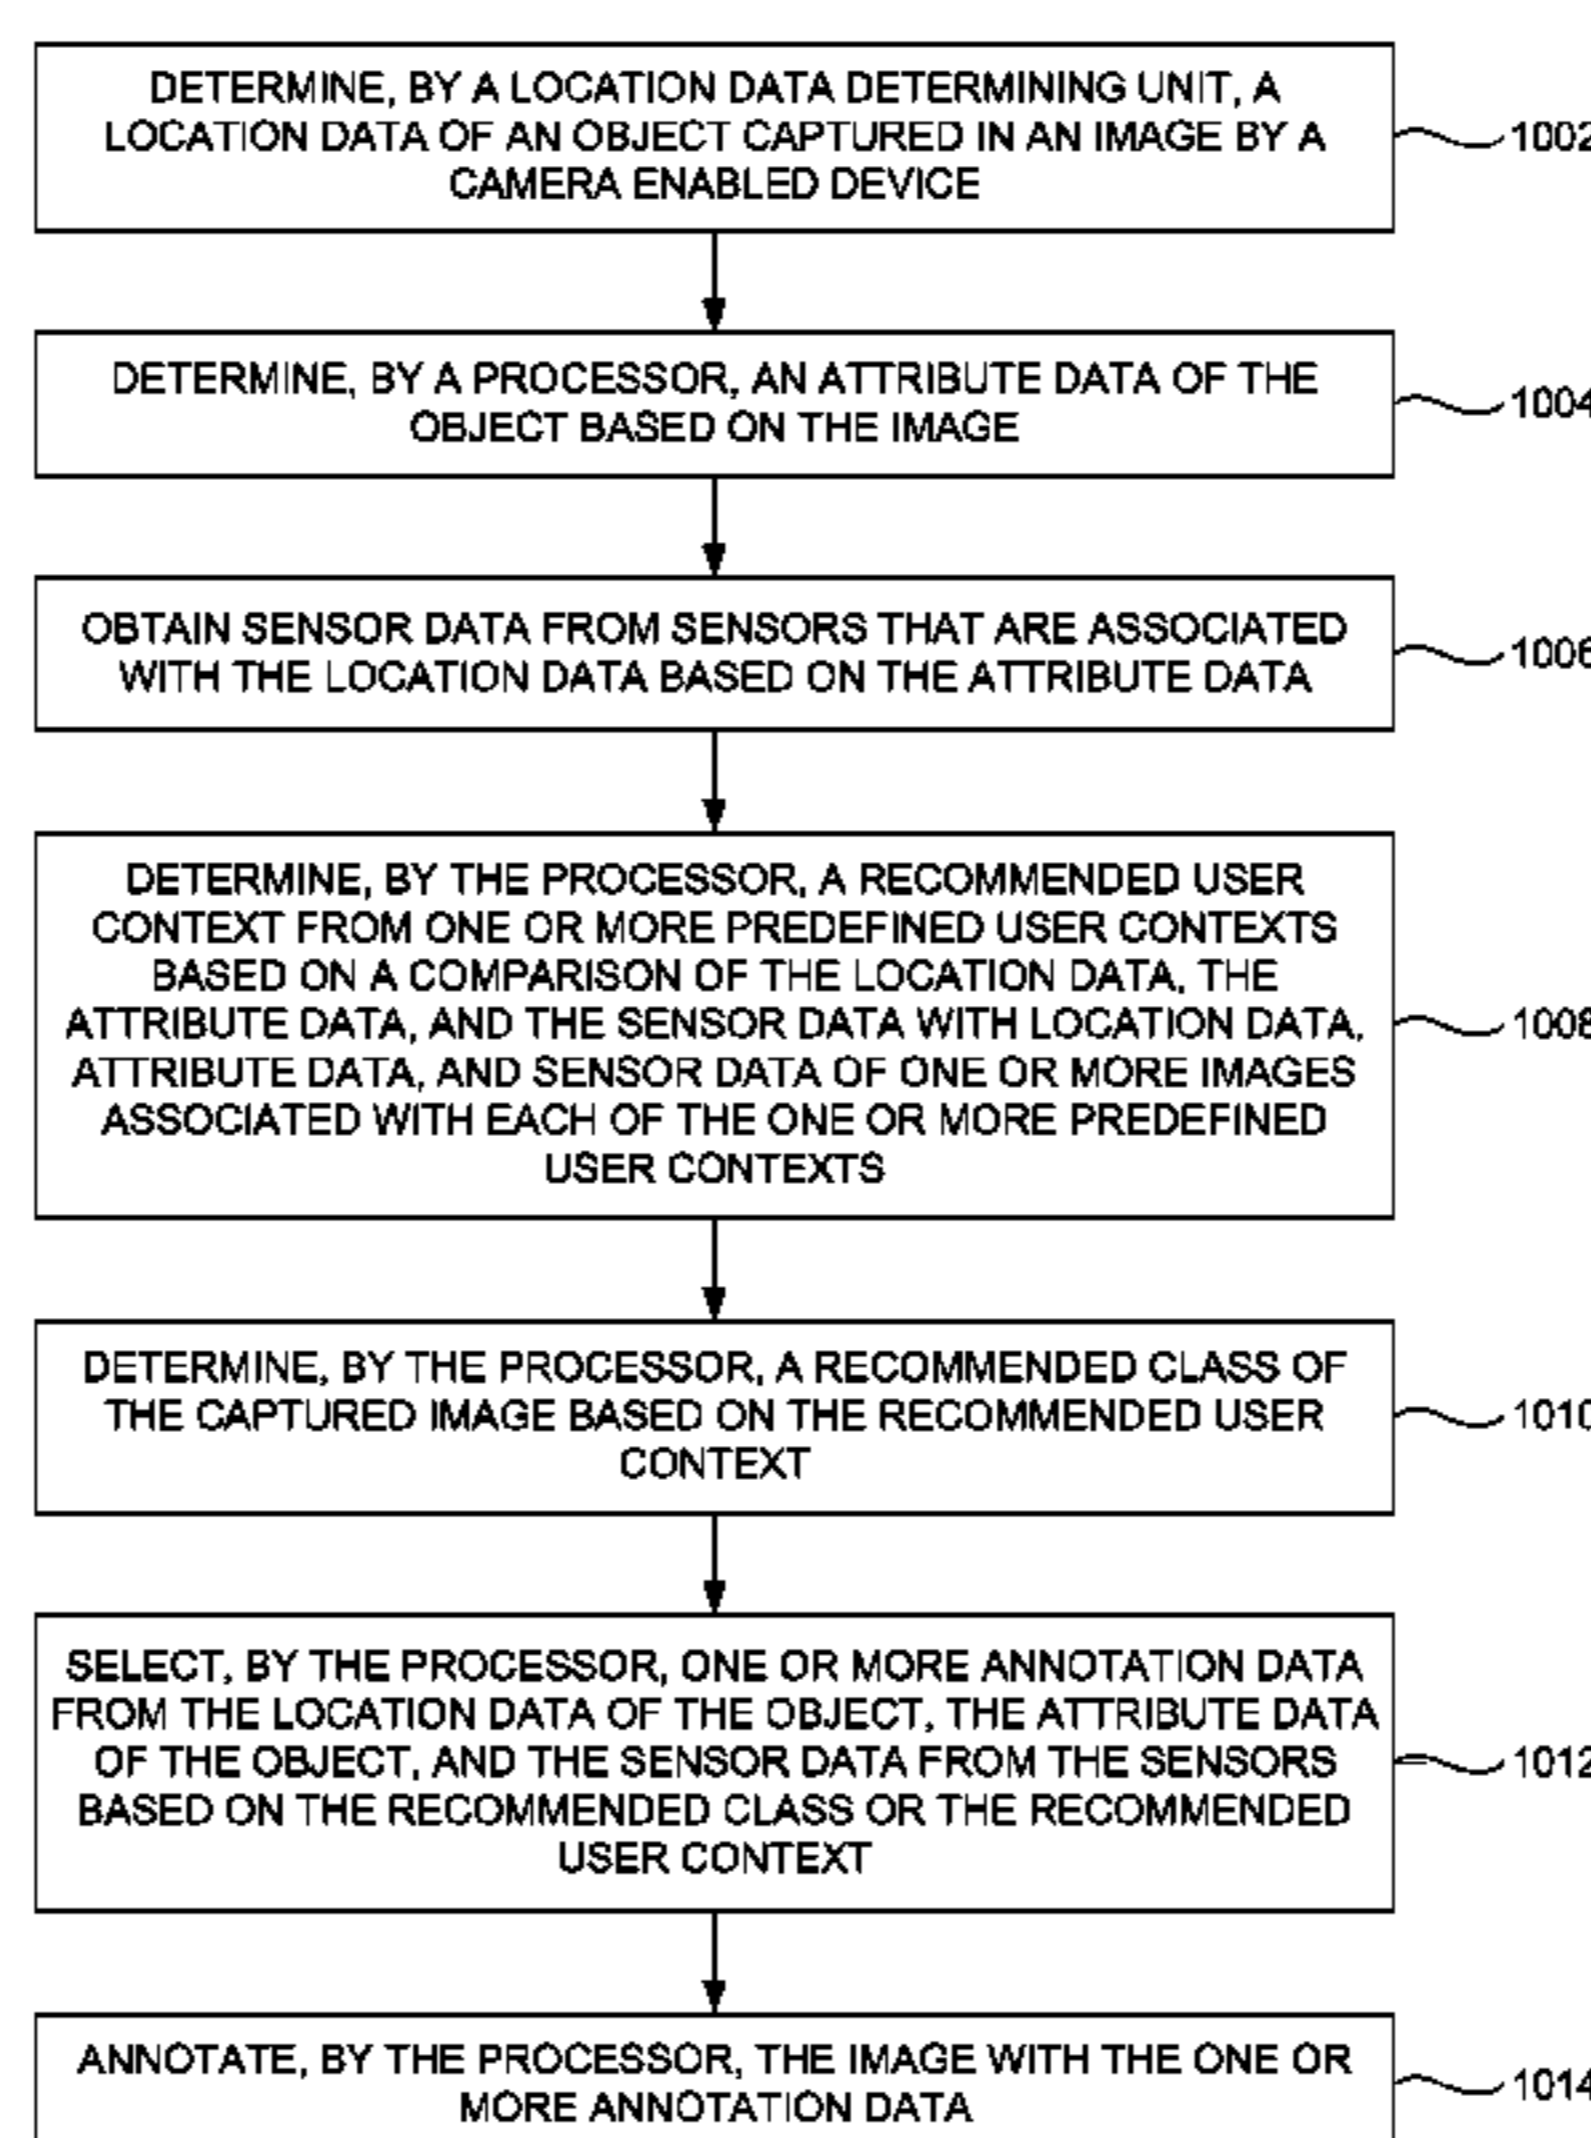 DETERMINE, BY A LOCATION DATA DETERMINING UNIT, A
LOCATION DATA OF AN OBJECT CAPTURED IN AN IMAGE BY A
CAMERA ENABLED DEVICE
1002
DETERMINE, BY A PROCESSOR, AN ATTRIBUTE DATA OF THE
OBJECT BASED ON THE IMAGE
1004
OBTAIN SENSOR DATA FROM SENSORS THAT ARE ASSOCIATED
WITH THE LOCATION DATA BASED ON THE ATTRIBUTE DATA
1006
DETERMINE, BY THE PROCESSOR, A RECOMMENDED USER
CONTEXT FROM ONE OR MORE PREDEFINED USER CONTEXTS
BASED ON A COMPARISON OF THE LOCATION DATA, THE
ATTRIBUTE DATA, AND THE SENSOR DATA WITH LOCATION DATA,
ATTRIBUTE DATA, AND SENSOR DATA OF ONE OR MORE IMAGES
ASSOCIATED WITH EACH OF THE ONE OR MORE PREDEFINED
USER CONTEXTS
1008
DETERMINE, BY THE PROCESSOR, A RECOMMENDED CLASS OF
THE CAPTURED IMAGE BASED ON THE RECOMMENDED USER
CONTEXT
1010
SELECT, BY THE PROCESSOR, ONE OR MORE ANNOTATION DATA
FROM THE LOCATION DATA OF THE OBJECT, THE ATTRIBUTE DATA
OF THE OBJECT, AND THE SENSOR DATA FROM THE SENSORS
BASED ON THE RECOMMENDED CLASS OR THE RECOMMENDED
USER CONTEXT
1012
ANNOTATE, BY THE PROCESSOR, THE IMAGE WITH THE ONE OR
MORE ANNOTATION DATA
1014